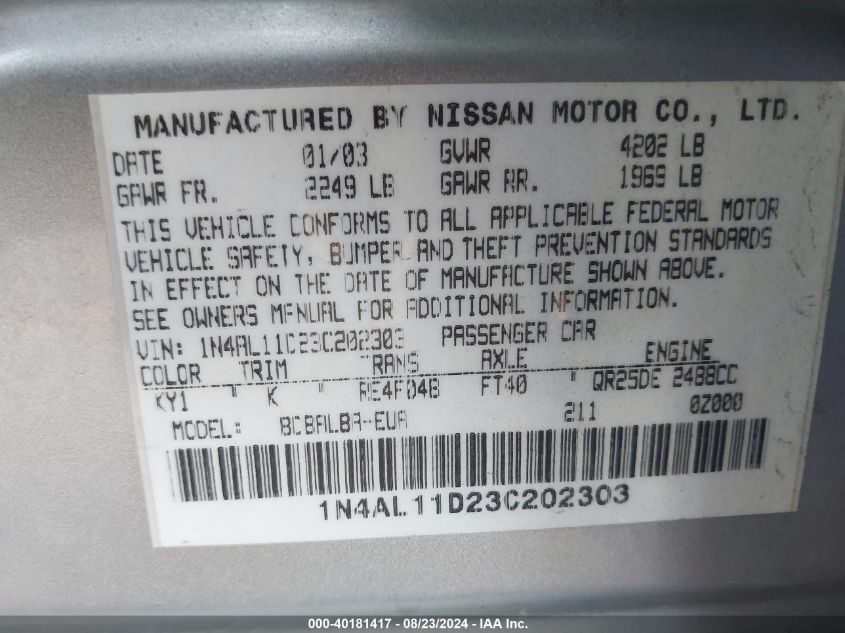 MANUFACTURED BY NISSAN MOTOR CO., LTD.
DATE 01/03 GVWR 4202 LB
GAWR FR. 2249 LB GAWR RR. 1969 LB
THIS VEHICLE CONFORMS TO ALL APPLICABLE FEDERAL MOTOR
VEHICLE SAFETY, BUMPER AND THEFT PREVENTION STANDARDS
IN EFFECT ON THE DATE OF MANUFACTURE SHOWN ABOVE.
SEE OWNERS MANUAL FOR ADDITIONAL INFORMATION.
VIN: 1N4AL11D23C202303 PASSENGER CAR
COLOR TRIM TRANS AXLE ENGINE
KY1 " K " RE4F04B FT40 " QR25DE 2488CC
MODEL: BCBALBA-EUA 211 0Z000
1N4AL11D23C202303
000-40181417 - 08/23/2024 - IAA Inc.